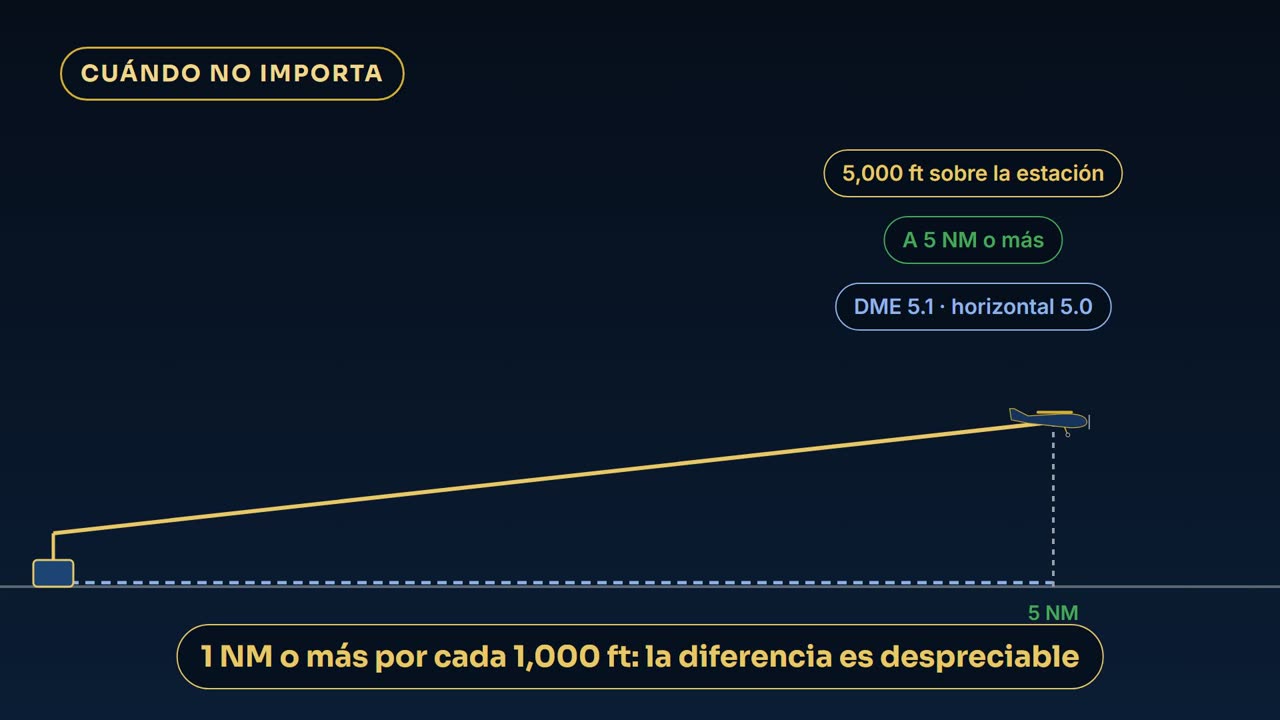 CUÁNDO NO IMPORTA
5,000 ft sobre la estación
A 5 NM o más
DME 5.1 · horizontal 5.0
5 NM
1 NM o más por cada 1,000 ft: la diferencia es despreciable